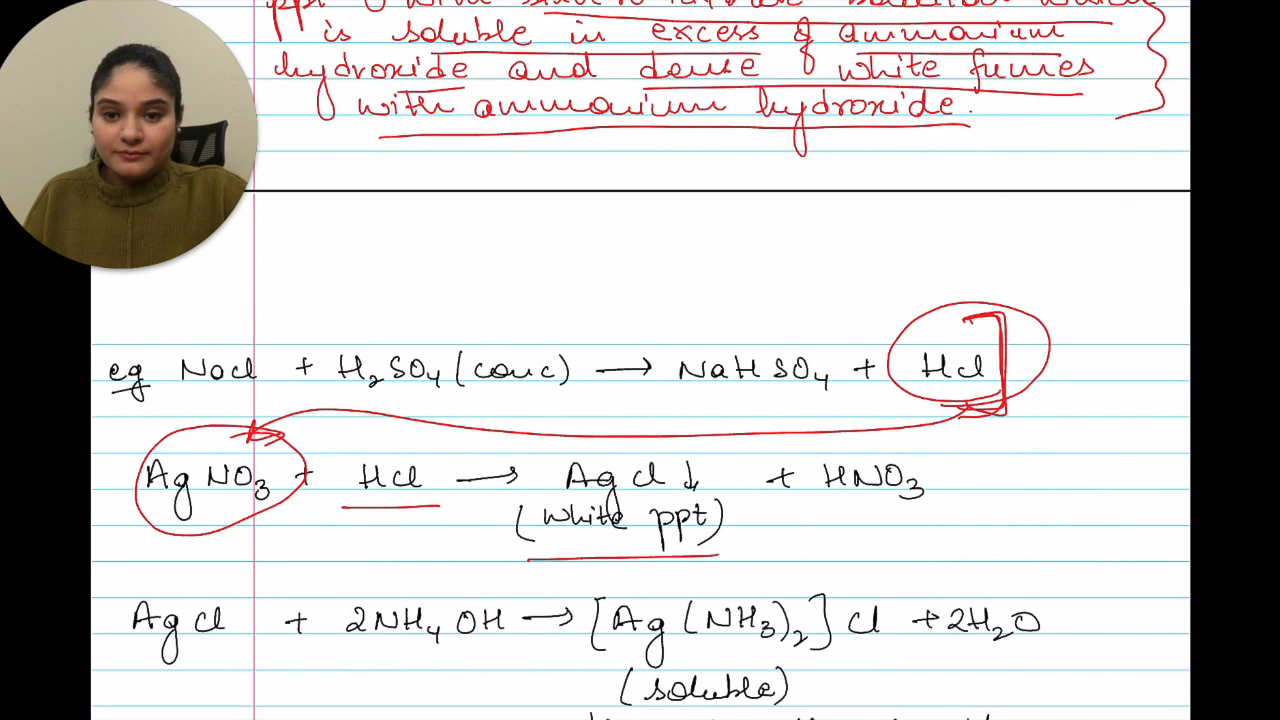 is soluble in excess of ammonium
hydroxide and dense white fumes
with ammonium hydroxide.
eg NaCl + H₂SO₄ (conc) → NaHSO₄ + HCl
AgNO₃ + HCl → AgCl↓ + HNO₃
(white ppt)
AgCl + 2NH₄OH → [Ag(NH₃)₂]Cl + 2H₂O
(soluble)